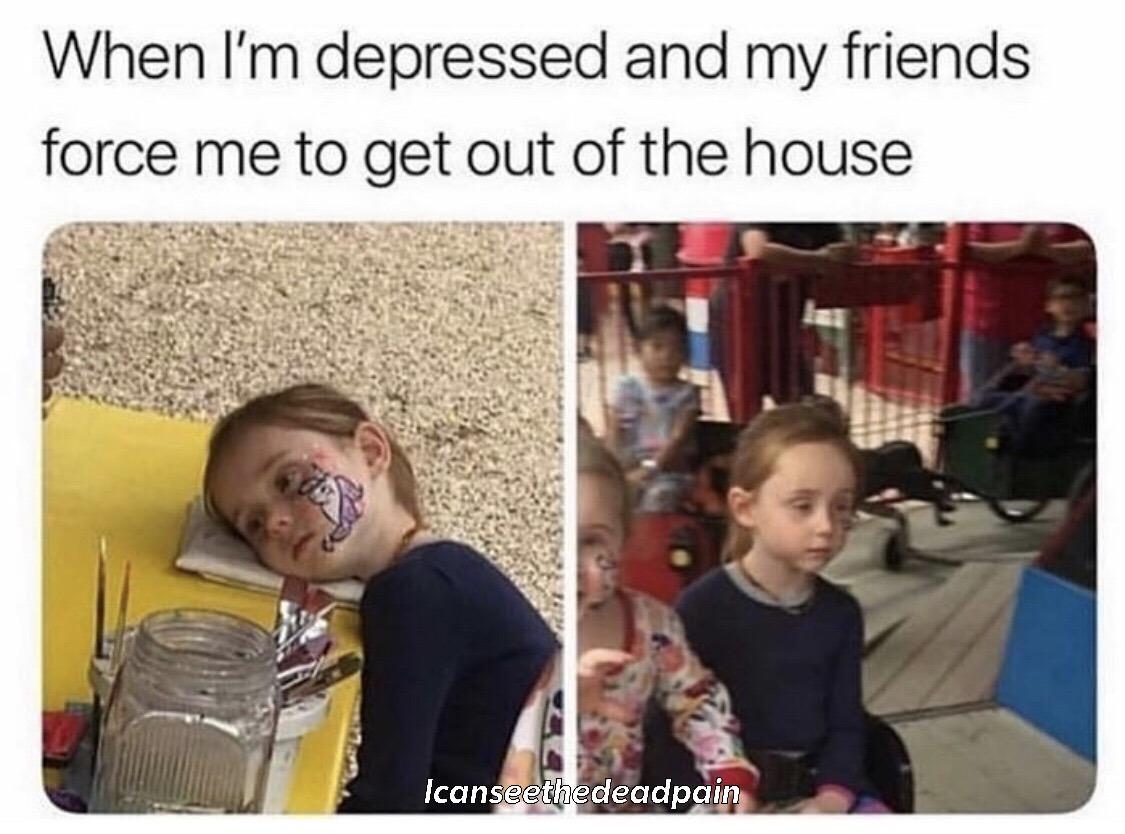 When I'm depressed and my friends
force me to get out of the house
Icanseethedeadpain